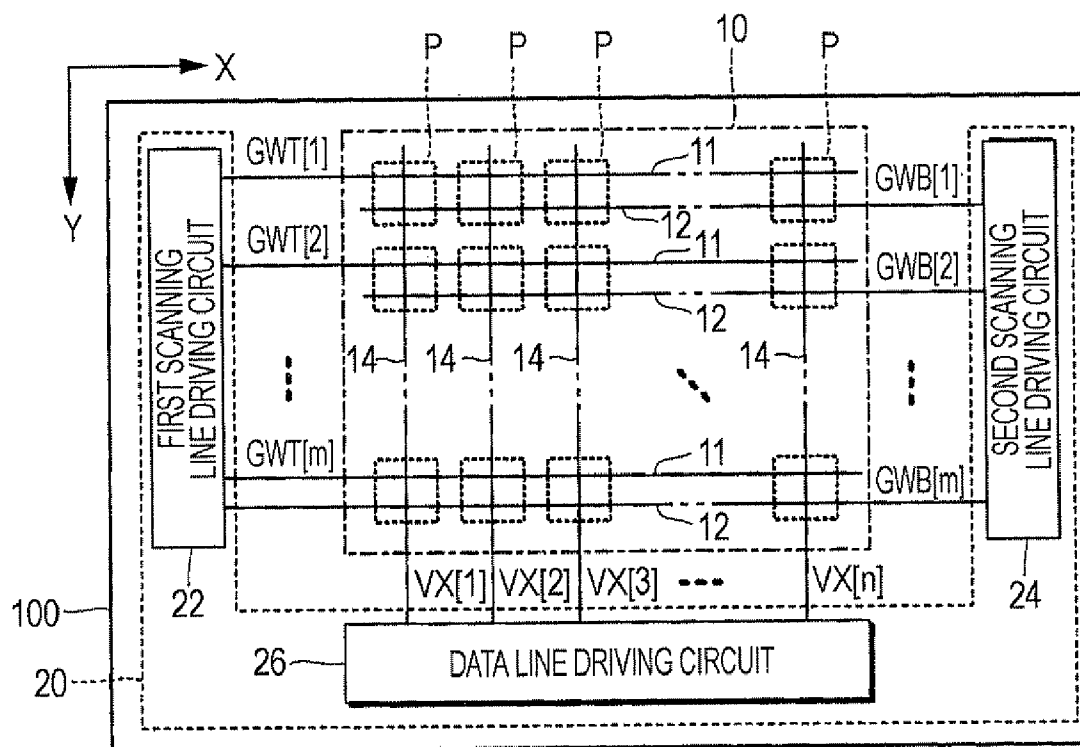 10
P P P P
X
Y
GWT[1] 11 GWB[1]
12
GWT[2] 11 GWB[2]
12
14 14 14 14
FIRST SCANNING
LINE DRIVING CIRCUIT
SECOND SCANNING
LINE DRIVING CIRCUIT
GWT[m] 11 GWB[m]
12
22
24
VX[1] VX[2] VX[3] VX[n]
100
26
DATA LINE DRIVING CIRCUIT
20